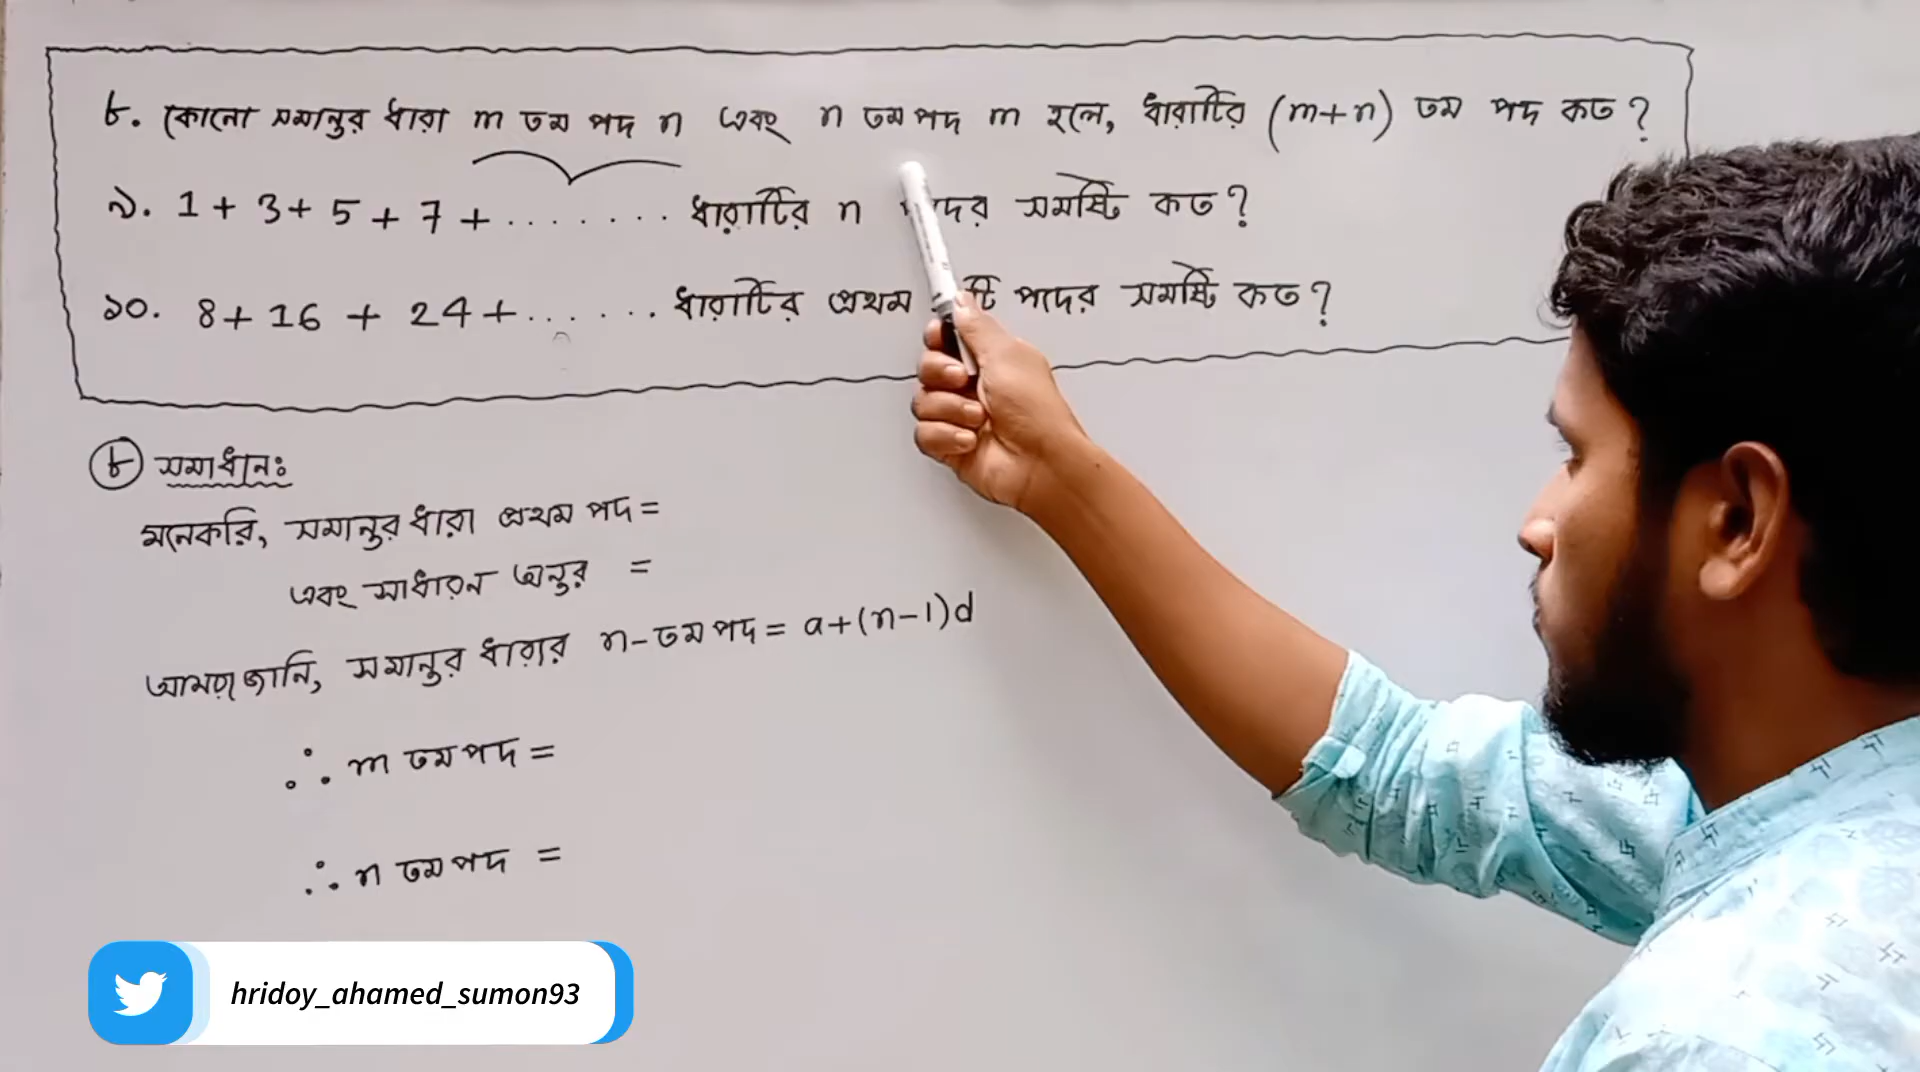 ৮. কোনো সমান্তর ধারা m তম পদ n এবং n তম পদ m হলে, ধারাটির (m+n) তম পদ কত?
৯. 1 + 3 + 5 + 7 + ....... ধারাটির n সমষ্টি কত?
১০. 8 + 16 + 24 + ...... ধারাটির প্রথম পদের সমষ্টি কত?
৮ সমাধান:
মনেকরি, সমান্তর ধারা প্রথম পদ =
এবং সাধারন অন্তর =
আমরা জানি, সমান্তর ধারার n-তম পদ = a+(n-1)d
∴ m তম পদ =
∴ n তম পদ =
hridoy_ahamed_sumon93